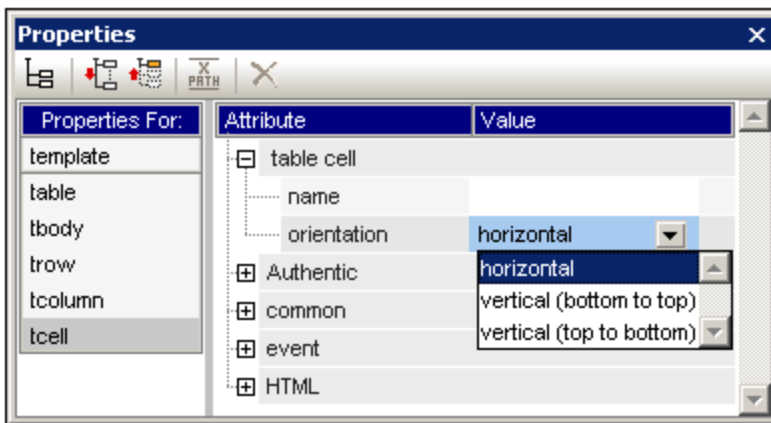 Properties
X
PATH
Properties For:
Attribute
Value
template
table cell
table
name
tbody
orientation
horizontal
trow
Authentic
horizontal
tcolumn
common
vertical (bottom to top)
tcell
event
vertical (top to bottom)
HTML